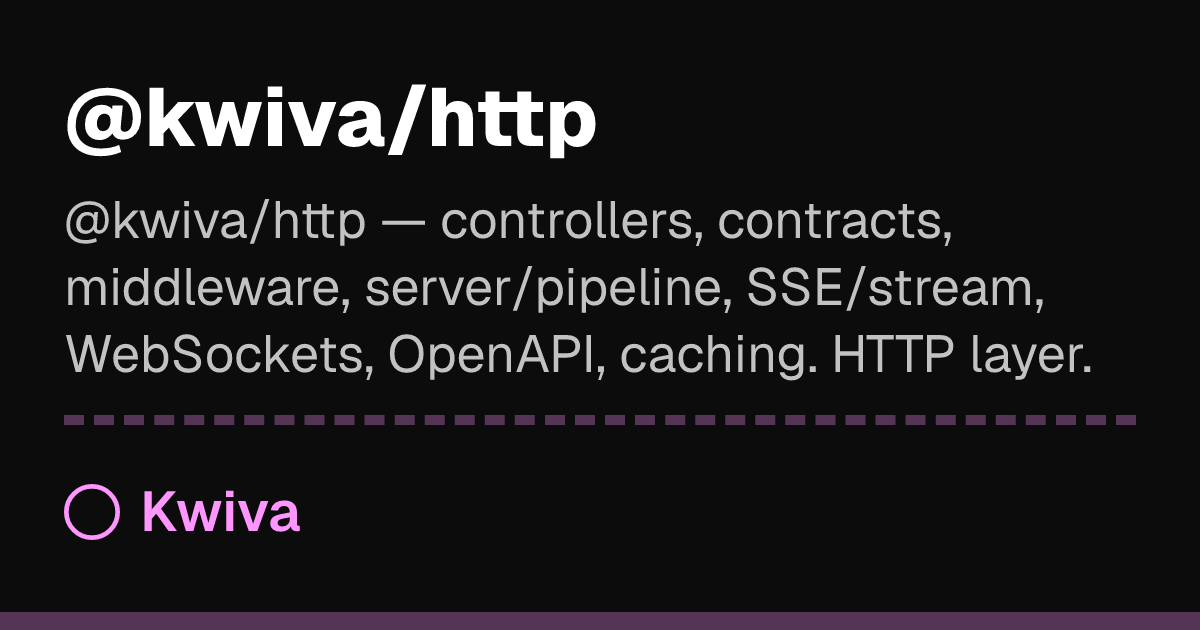 @kwiva/http
@kwiva/http — controllers, contracts,
middleware, server/pipeline, SSE/stream,
WebSockets, OpenAPI, caching. HTTP layer.
Kwiva